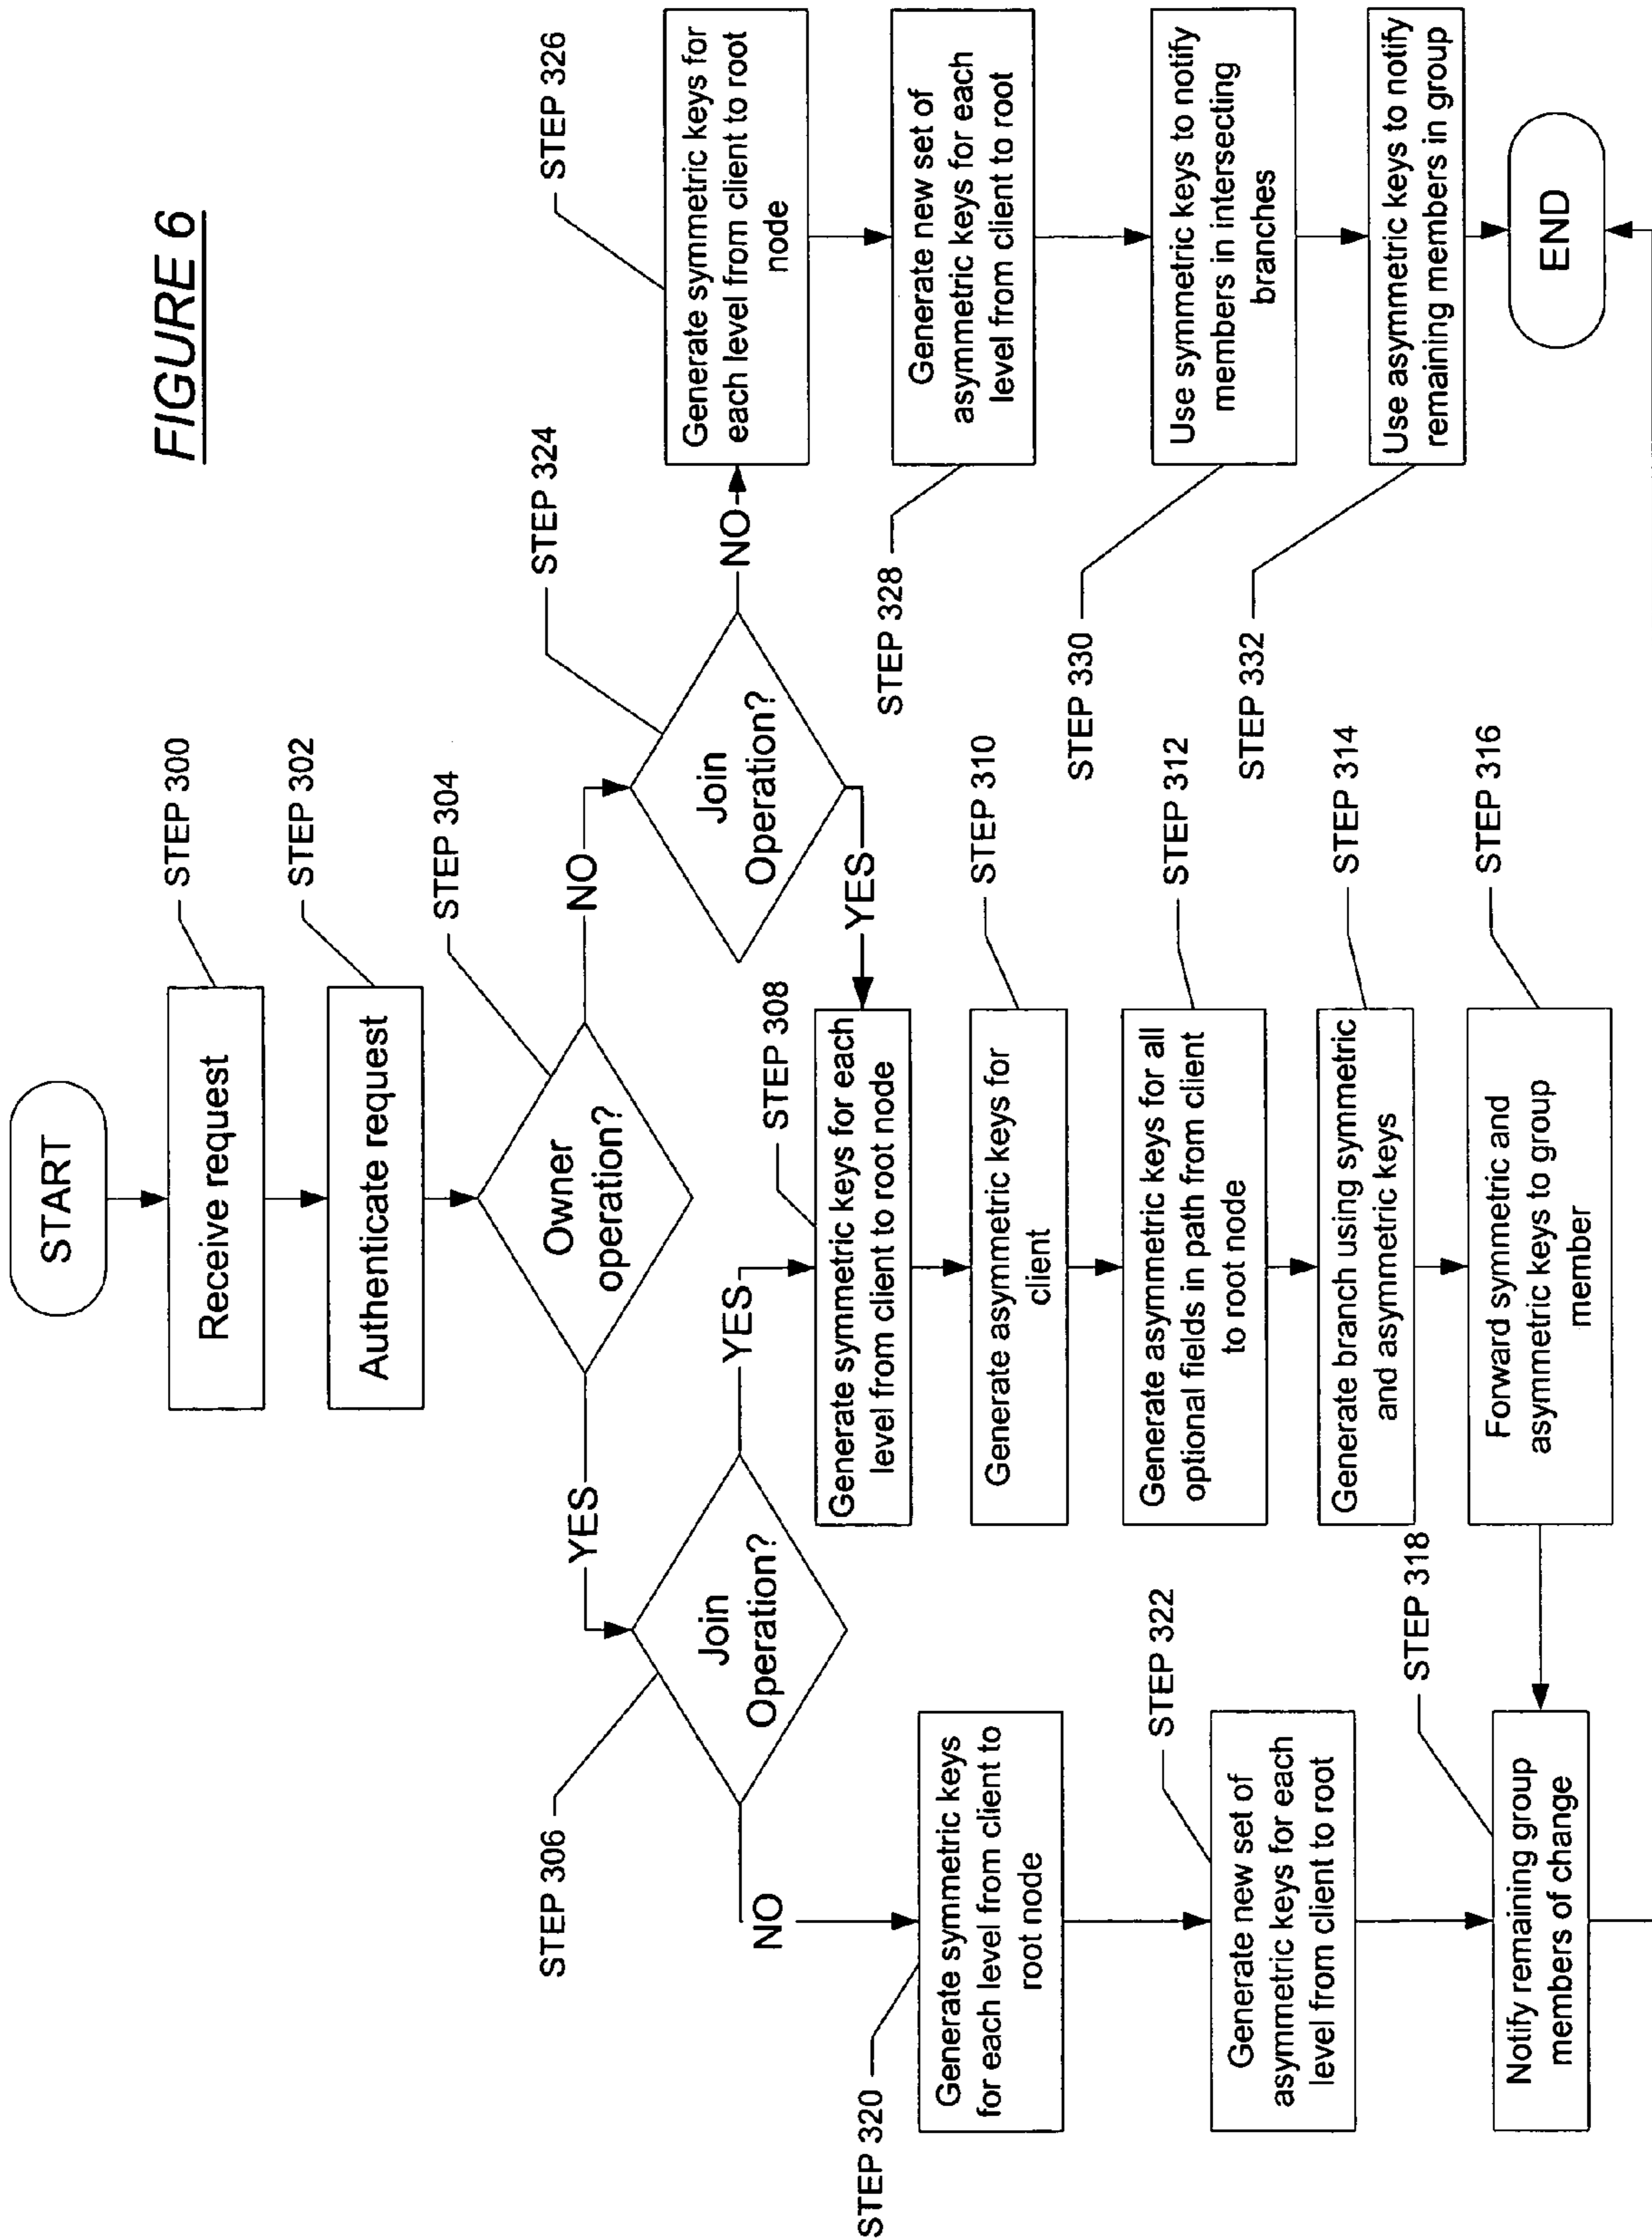 FIGURE 6
START
STEP 300
Receive request
STEP 302
Authenticate request
STEP 304
Owner
operation?
YES
NO
STEP 306
Join
Operation?
NO
YES
STEP 324
Join
Operation?
YES
NO
STEP 308
Generate symmetric keys for each
level from client to root node
STEP 310
Generate asymmetric keys for
client
STEP 312
Generate asymmetric keys for all
optional fields in path from client
to root node
STEP 314
Generate branch using symmetric
and asymmetric keys
STEP 316
Forward symmetric and
asymmetric keys to group
member
STEP 318
Notify remaining group
members of change
STEP 320
Generate symmetric keys
for each level from client to
root node
STEP 322
Generate new set of
asymmetric keys for each
level from client to root
STEP 326
Generate symmetric keys for
each level from client to root
node
STEP 328
Generate new set of
asymmetric keys for each
level from client to root
STEP 330
Use symmetric keys to notify
members in intersecting
branches
STEP 332
Use asymmetric keys to notify
remaining members in group
END